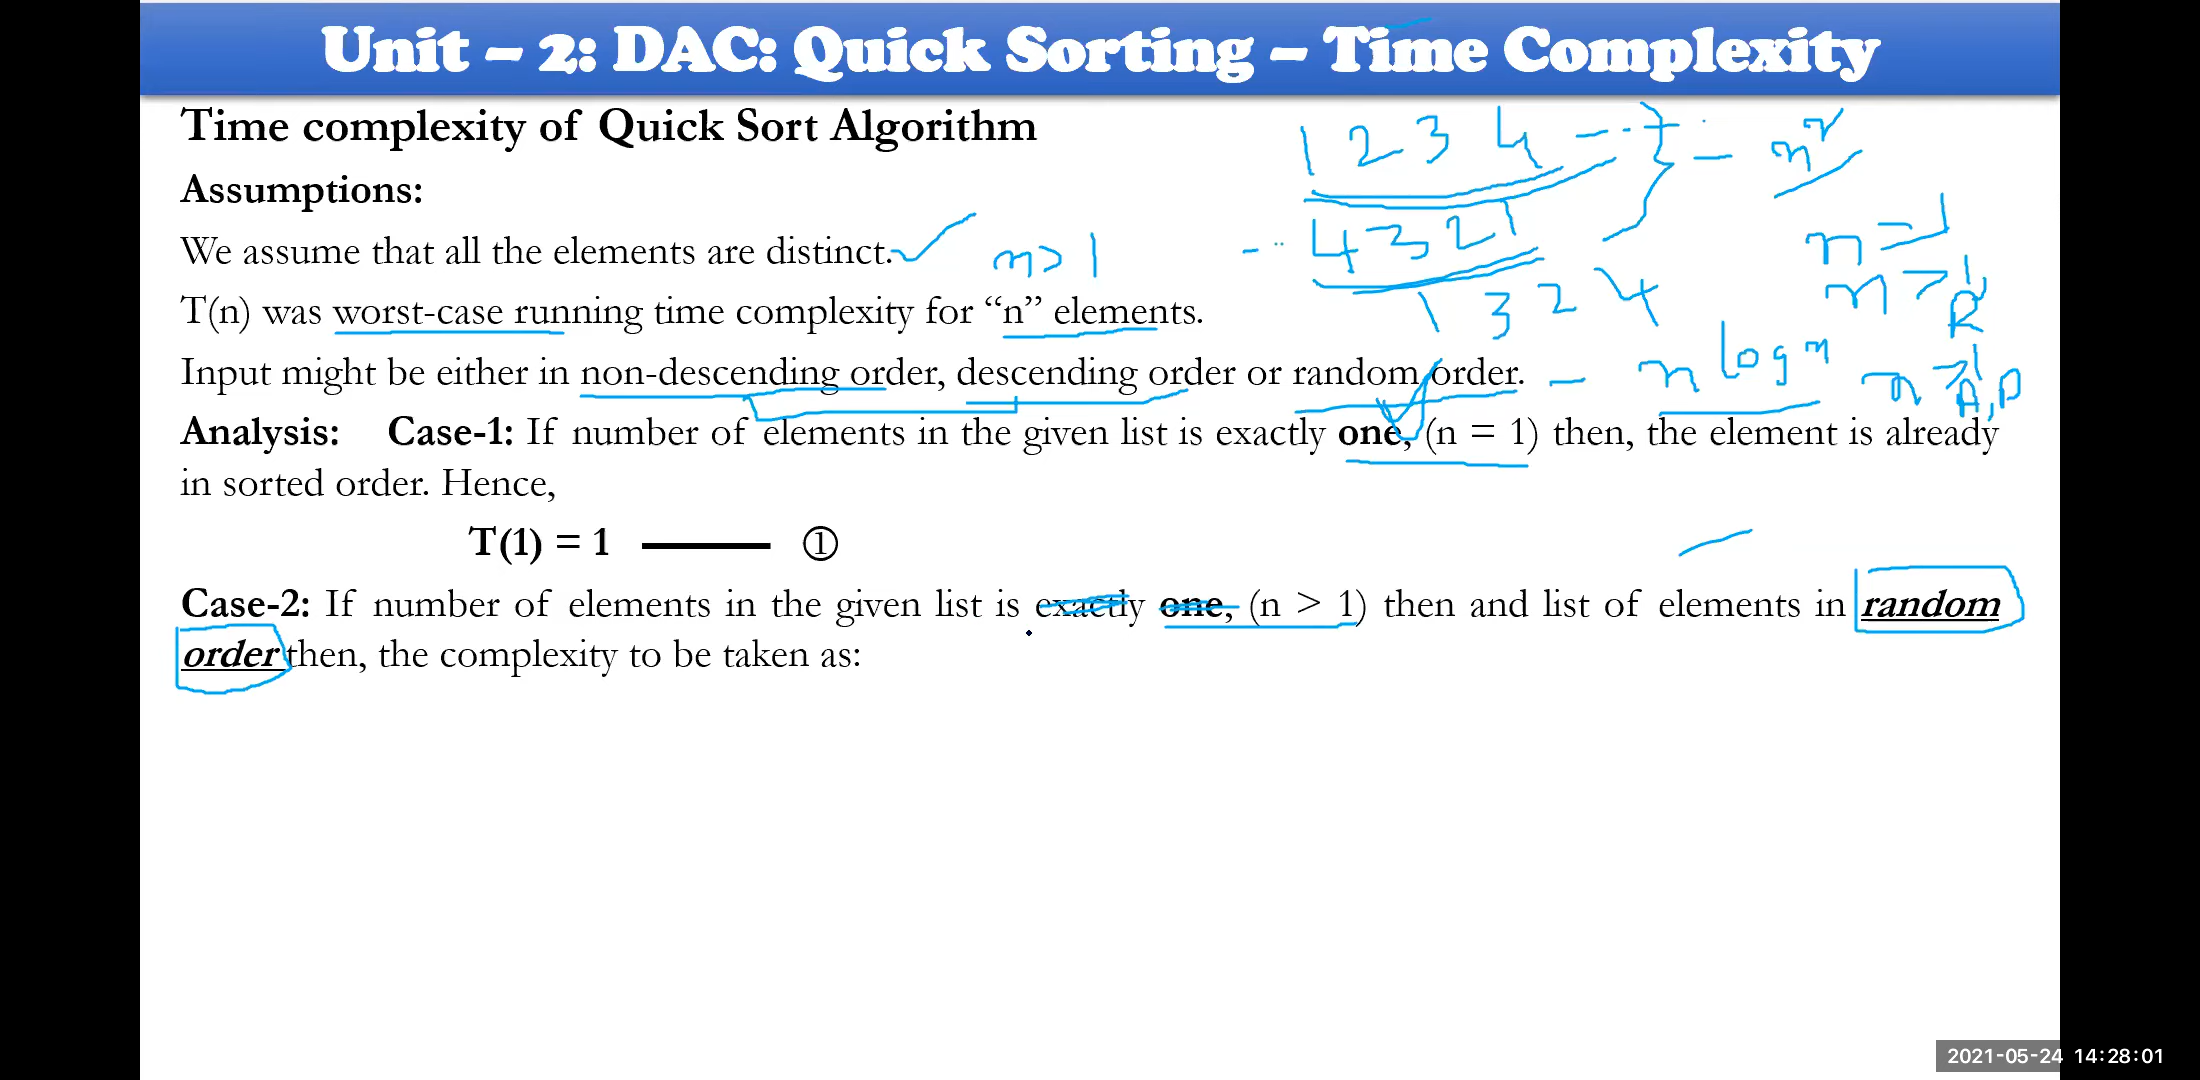 Unit – 2: DAC: Quick Sorting – Time Complexity
Time complexity of Quick Sort Algorithm
1 2 3 4 - - - - n²
Assumptions:
We assume that all the elements are distinct. n > 1
4 3 2 1
n = 1
T(n) was worst-case running time complexity for “n” elements.
1 3 2 4
n > 1
R
Input might be either in non-descending order, descending order or random order. - n log n
n > 1
A, D
Analysis: Case-1: If number of elements in the given list is exactly one, (n = 1) then, the element is already
in sorted order. Hence,
T(1) = 1 ①
Case-2: If number of elements in the given list is exactly one, (n > 1) then and list of elements in random
order then, the complexity to be taken as:
2021-05-24 14:28:01